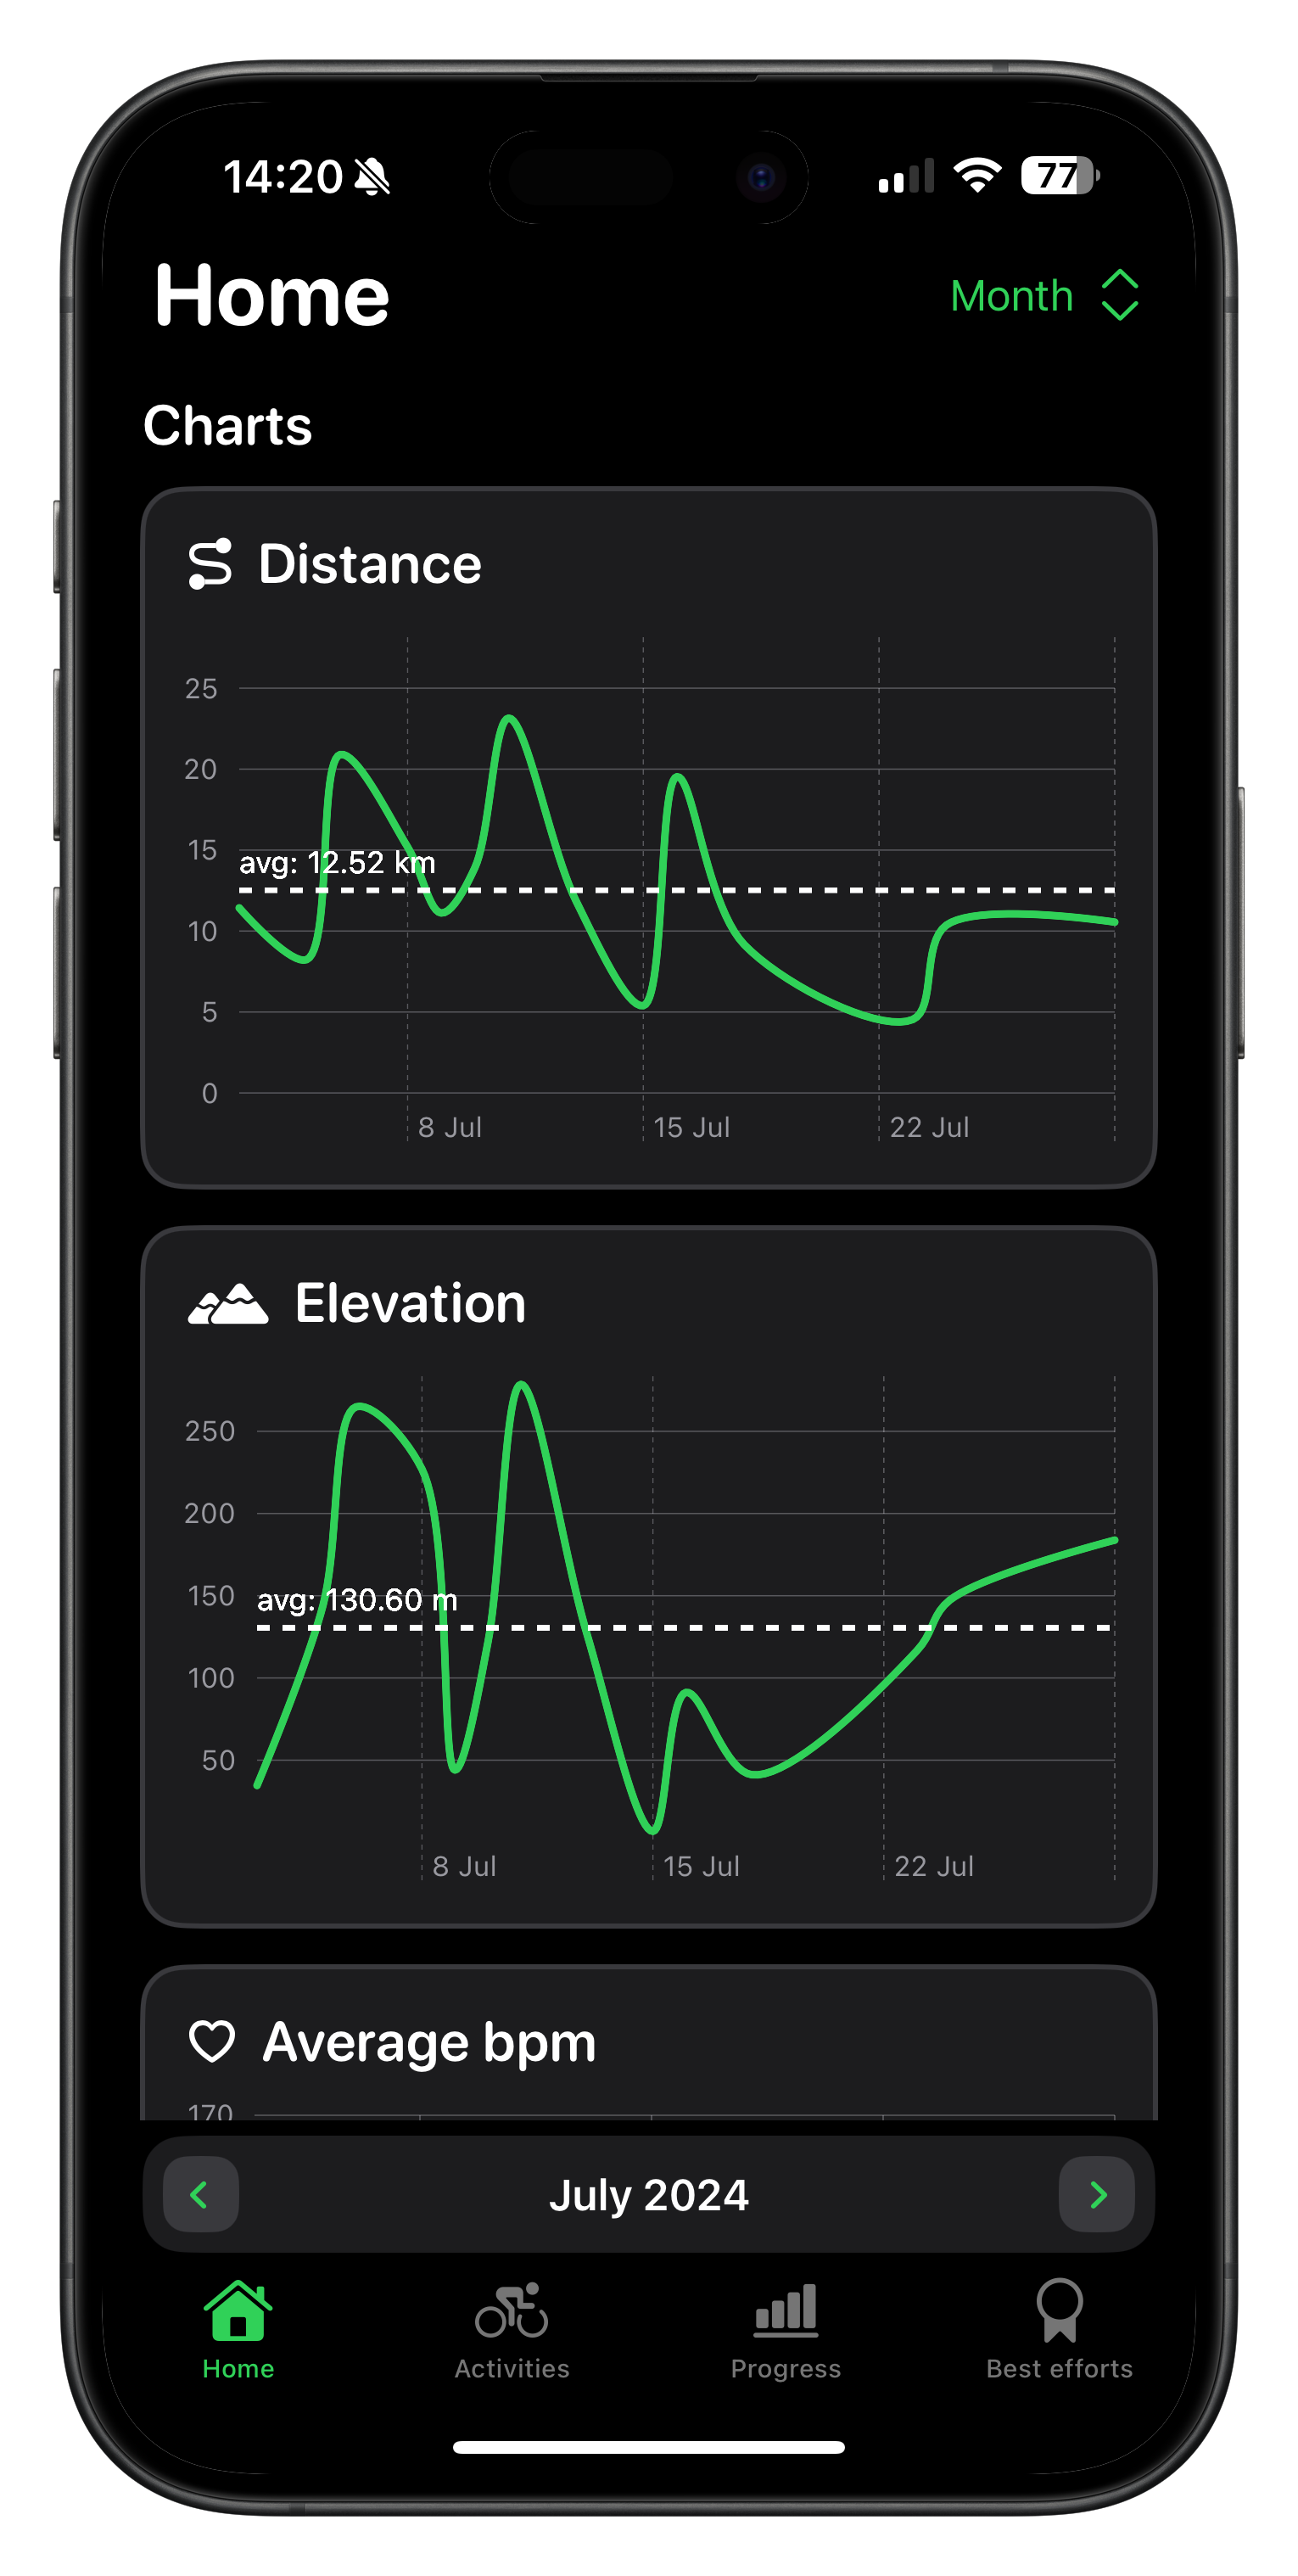 14:20
77
Home
Month
Charts
Distance
25
20
15
avg: 12.52 km
10
5
0
8 Jul
15 Jul
22 Jul
Elevation
250
200
150
avg: 130.60 m
100
50
8 Jul
15 Jul
22 Jul
Average bpm
170
July 2024
Home
Activities
Progress
Best efforts